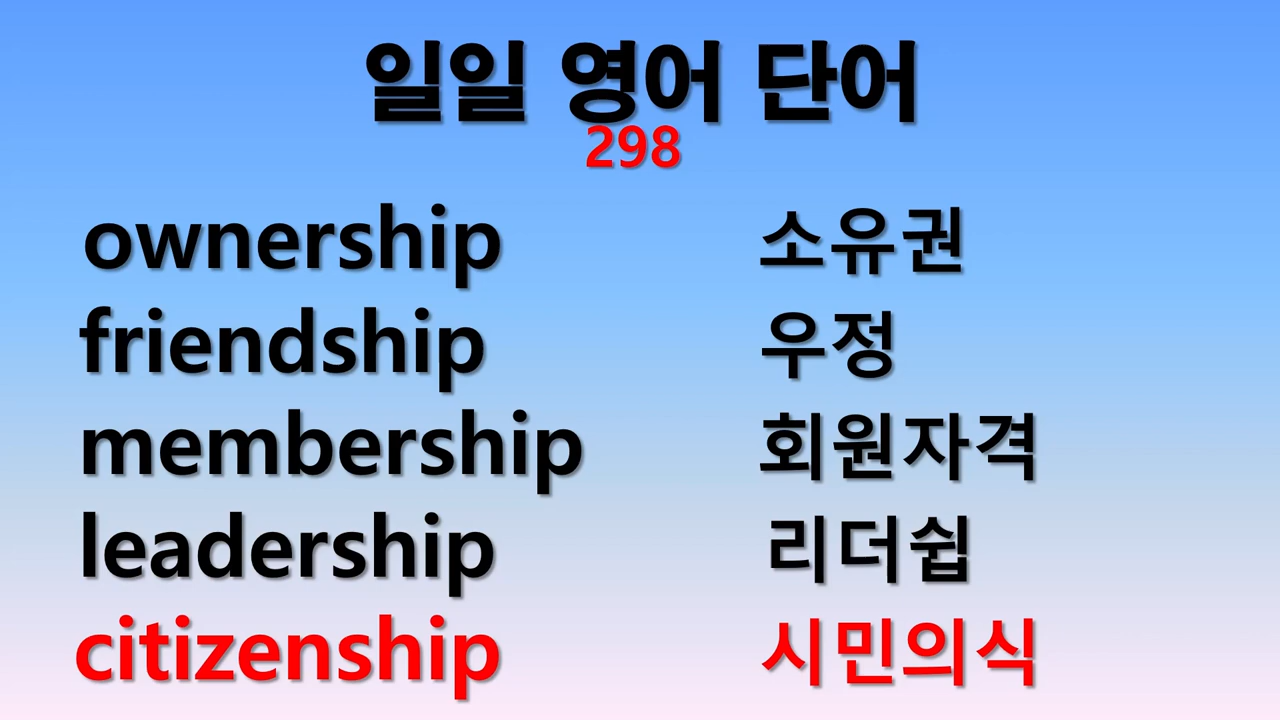 일일 영어 단어
298
ownership 소유권
friendship 우정
membership 회원자격
leadership 리더쉽
citizenship 시민의식